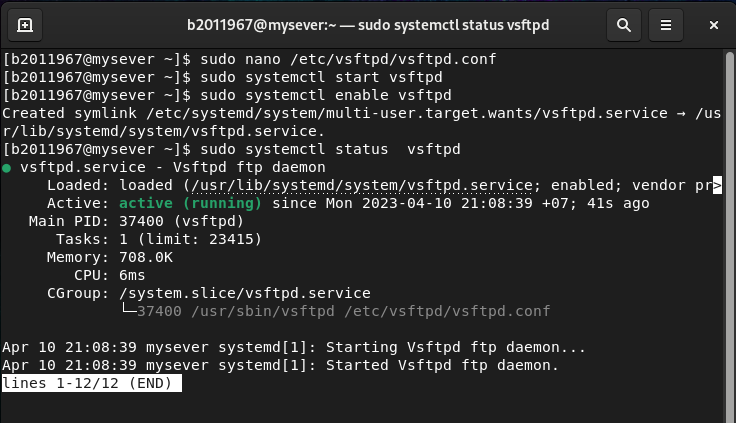 b2011967@mysever:~ — sudo systemctl status vsftpd
[b2011967@mysever ~]$ sudo nano /etc/vsftpd/vsftpd.conf
[b2011967@mysever ~]$ sudo systemctl start vsftpd
[b2011967@mysever ~]$ sudo systemctl enable vsftpd
Created symlink /etc/systemd/system/multi-user.target.wants/vsftpd.service → /us
r/lib/systemd/system/vsftpd.service.
[b2011967@mysever ~]$ sudo systemctl status  vsftpd
● vsftpd.service - Vsftpd ftp daemon
     Loaded: loaded (/usr/lib/systemd/system/vsftpd.service; enabled; vendor pr>
     Active: active (running) since Mon 2023-04-10 21:08:39 +07; 41s ago
   Main PID: 37400 (vsftpd)
      Tasks: 1 (limit: 23415)
     Memory: 708.0K
        CPU: 6ms
     CGroup: /system.slice/vsftpd.service
             └─37400 /usr/sbin/vsftpd /etc/vsftpd/vsftpd.conf
Apr 10 21:08:39 mysever systemd[1]: Starting Vsftpd ftp daemon...
Apr 10 21:08:39 mysever systemd[1]: Started Vsftpd ftp daemon.
lines 1-12/12 (END)